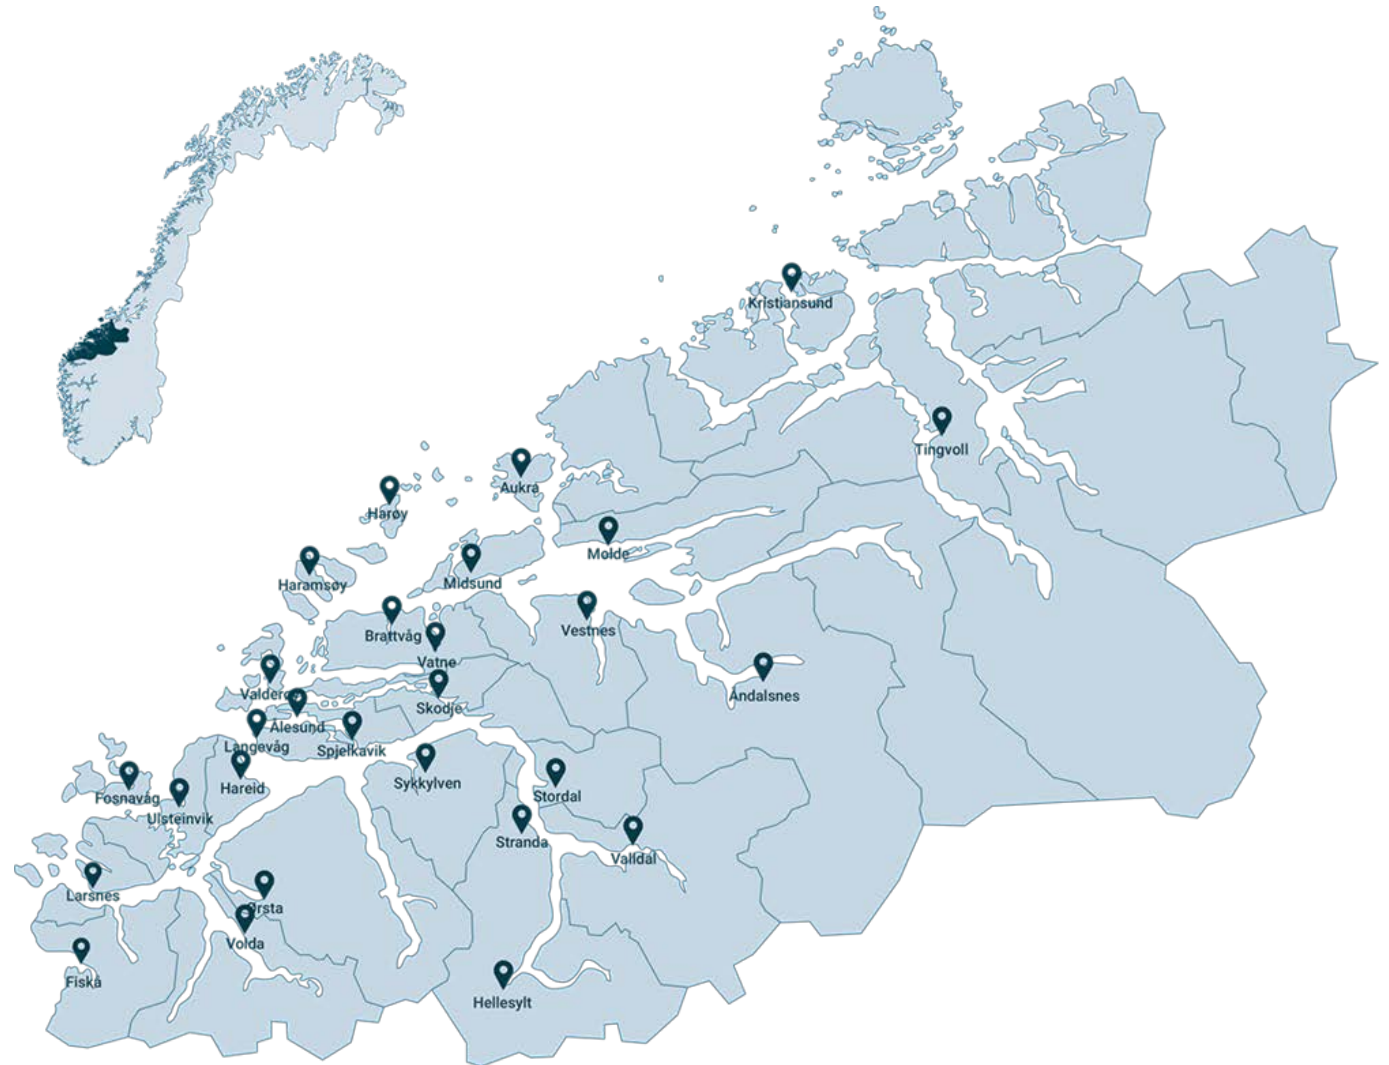 Kristiansund
Tingvoll
Aukra
Harøy
Molde
Midsund
Haramsøy
Vestnes
Brattvåg
Vatne
Valderøy
Åndalsnes
Skodje
Ålesund
Langevåg
Spjelkavik
Sykkylven
Hareid
Fosnavåg
Stordal
Ulsteinvik
Stranda
Valldal
Larsnes
Ørsta
Volda
Fiskå
Hellesylt